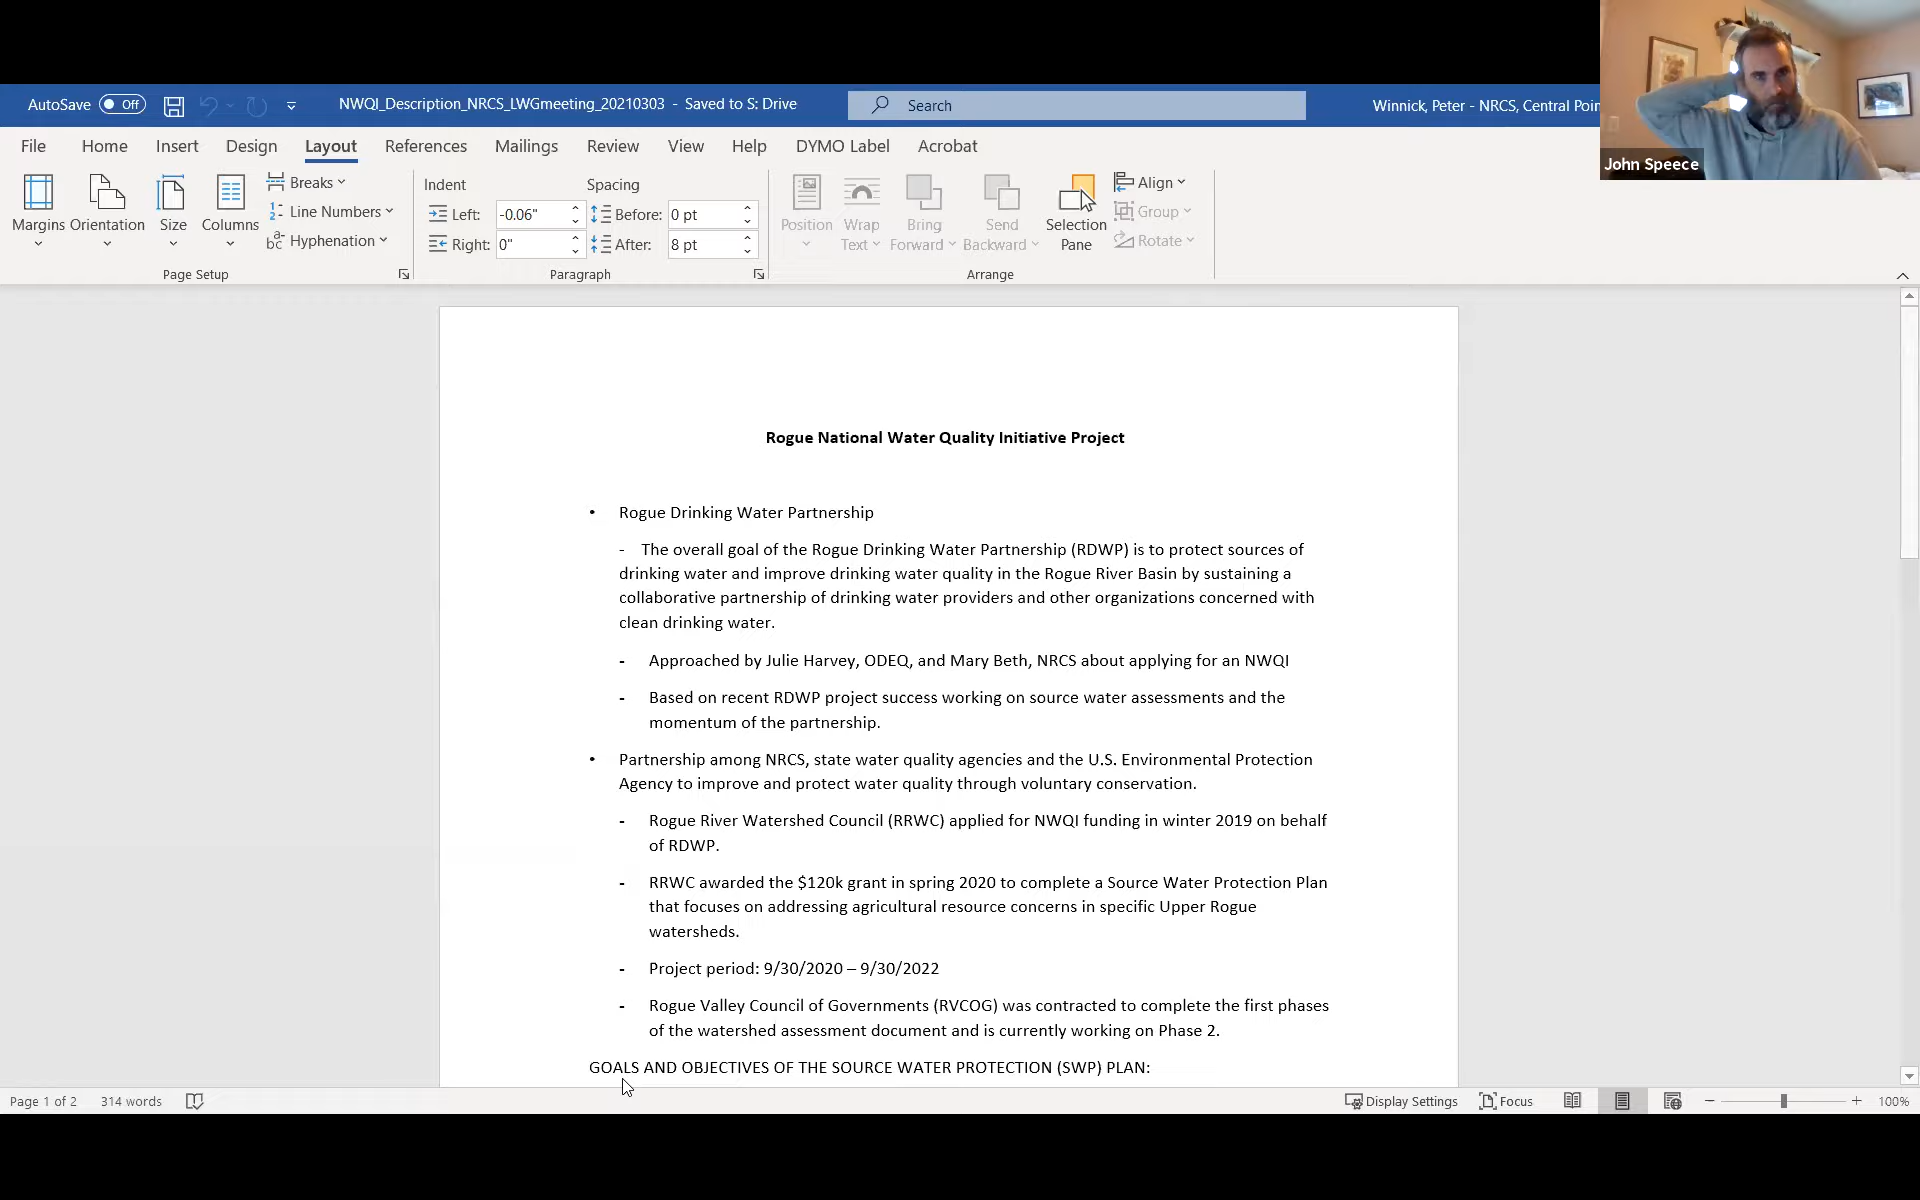 AutoSave Off NWQI_Description_NRCS_LWGmeeting_20210303 - Saved to S: Drive Search Winnick, Peter - NRCS, Central Poin
John Speece
File Home Insert Design Layout References Mailings Review View Help DYMO Label Acrobat
Margins Orientation Size Columns
Breaks
Line Numbers
Hyphenation
Page Setup
Indent Spacing
Left: -0.06" Before: 0 pt
Right: 0" After: 8 pt
Paragraph
Position
Wrap
Text
Bring
Forward
Send
Backward
Selection
Pane
Align
Group
Rotate
Arrange
Rogue National Water Quality Initiative Project
• Rogue Drinking Water Partnership
- The overall goal of the Rogue Drinking Water Partnership (RDWP) is to protect sources of
drinking water and improve drinking water quality in the Rogue River Basin by sustaining a
collaborative partnership of drinking water providers and other organizations concerned with
clean drinking water.
- Approached by Julie Harvey, ODEQ, and Mary Beth, NRCS about applying for an NWQI
- Based on recent RDWP project success working on source water assessments and the
momentum of the partnership.
• Partnership among NRCS, state water quality agencies and the U.S. Environmental Protection
Agency to improve and protect water quality through voluntary conservation.
- Rogue River Watershed Council (RRWC) applied for NWQI funding in winter 2019 on behalf
of RDWP.
- RRWC awarded the $120k grant in spring 2020 to complete a Source Water Protection Plan
that focuses on addressing agricultural resource concerns in specific Upper Rogue
watersheds.
- Project period: 9/30/2020 – 9/30/2022
- Rogue Valley Council of Governments (RVCOG) was contracted to complete the first phases
of the watershed assessment document and is currently working on Phase 2.
GOALS AND OBJECTIVES OF THE SOURCE WATER PROTECTION (SWP) PLAN:
Page 1 of 2 314 words Display Settings Focus 100%